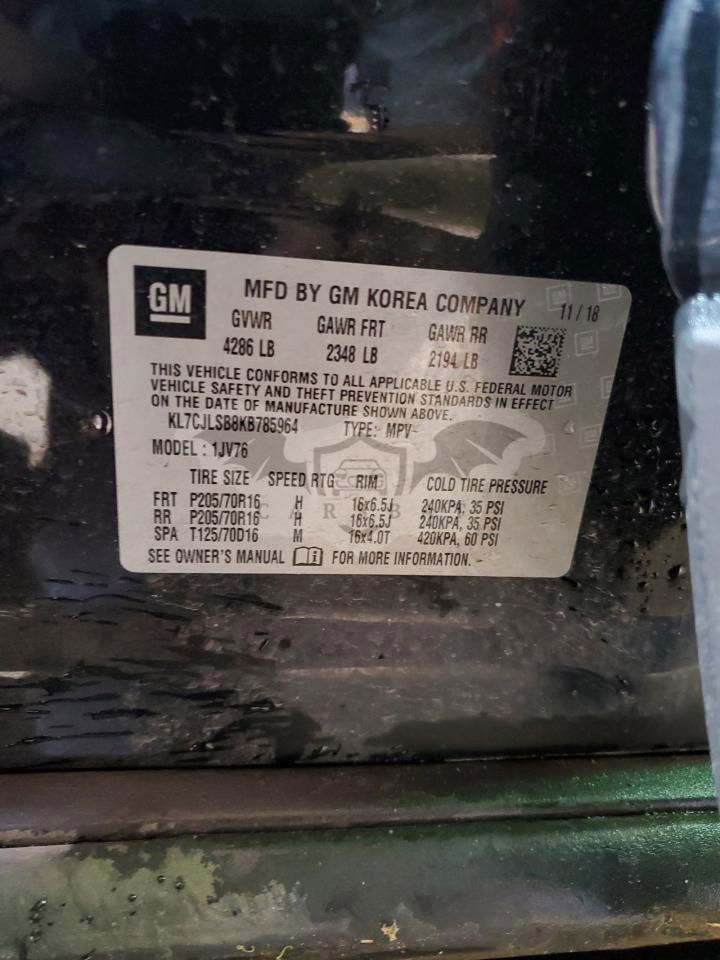 GM
MFD BY GM KOREA COMPANY 11/18
GVWR GAWR FRT GAWR RR
4286 LB 2348 LB 2194 LB
THIS VEHICLE CONFORMS TO ALL APPLICABLE U.S. FEDERAL MOTOR
VEHICLE SAFETY AND THEFT PREVENTION STANDARDS IN EFFECT
ON THE DATE OF MANUFACTURE SHOWN ABOVE.
KL7CJLSB8KB785964 TYPE: MPV
MODEL : 1JV76
TIRE SIZE SPEED RTG RIM COLD TIRE PRESSURE
FRT P205/70R16 H 16x6.5J 240KPA, 35 PSI
RR P205/70R16 H 16x6.5J 240KPA, 35 PSI
SPA T125/70D16 M 16x4.0T 420KPA, 60 PSI
SEE OWNER'S MANUAL FOR MORE INFORMATION.